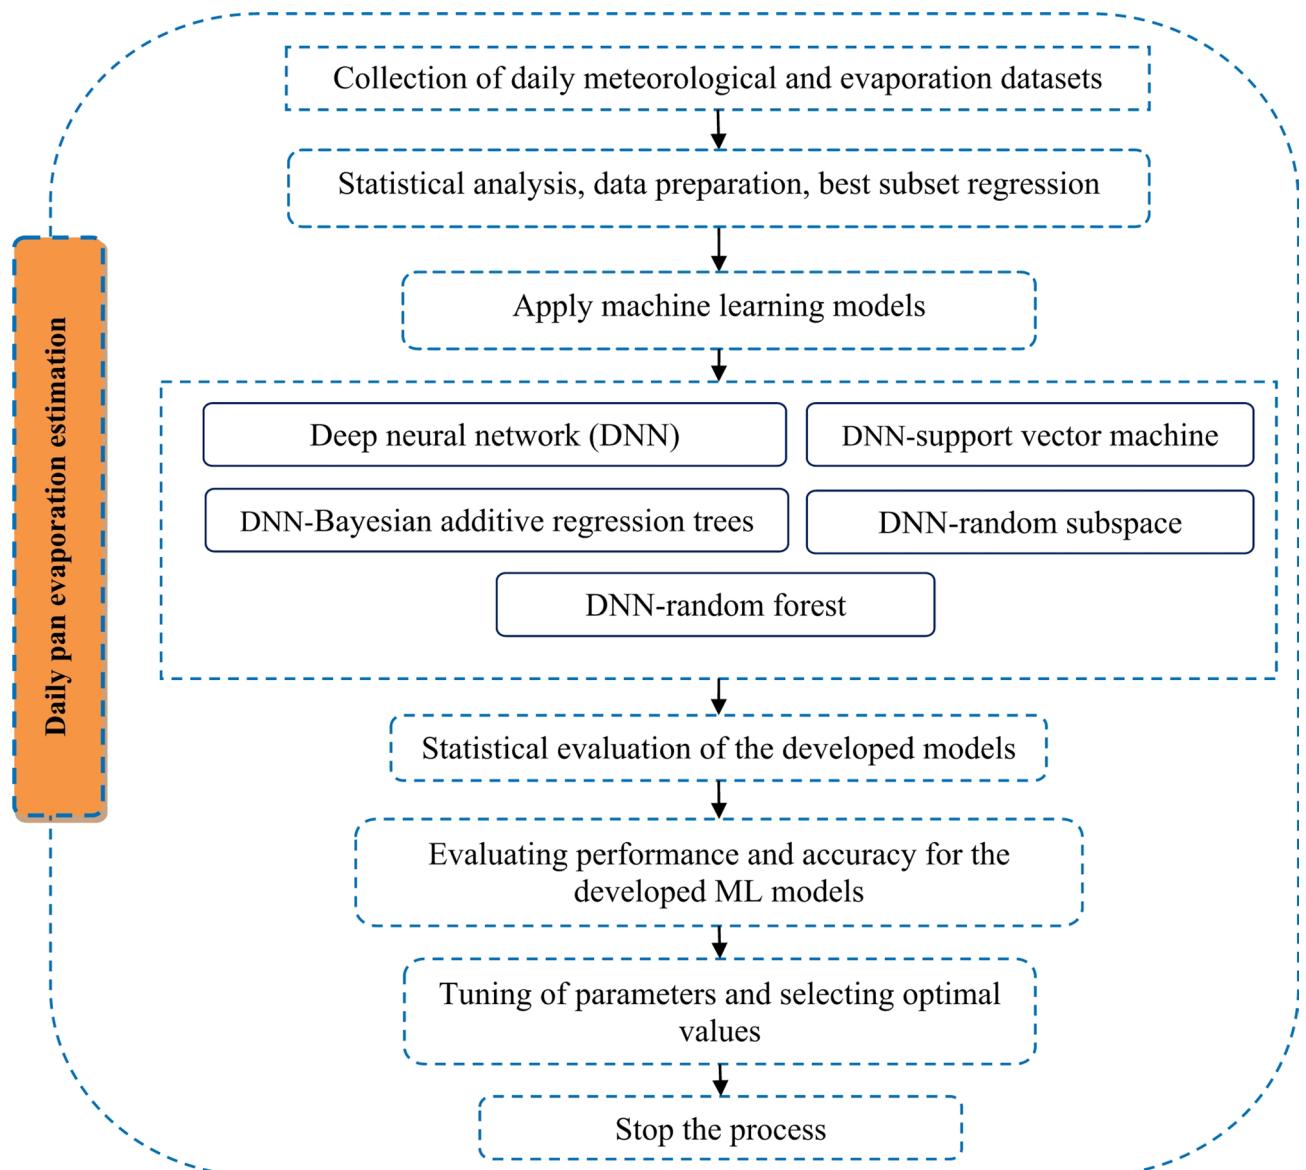 Collection of daily meteorological and evaporation datasets
Statistical analysis, data preparation, best subset regression
Apply machine learning models
Daily pan evaporation estimation
Deep neural network (DNN)
DNN-support vector machine
DNN-Bayesian additive regression trees
DNN-random subspace
DNN-random forest
Statistical evaluation of the developed models
Evaluating performance and accuracy for the
developed ML models
Tuning of parameters and selecting optimal
values
Stop the process